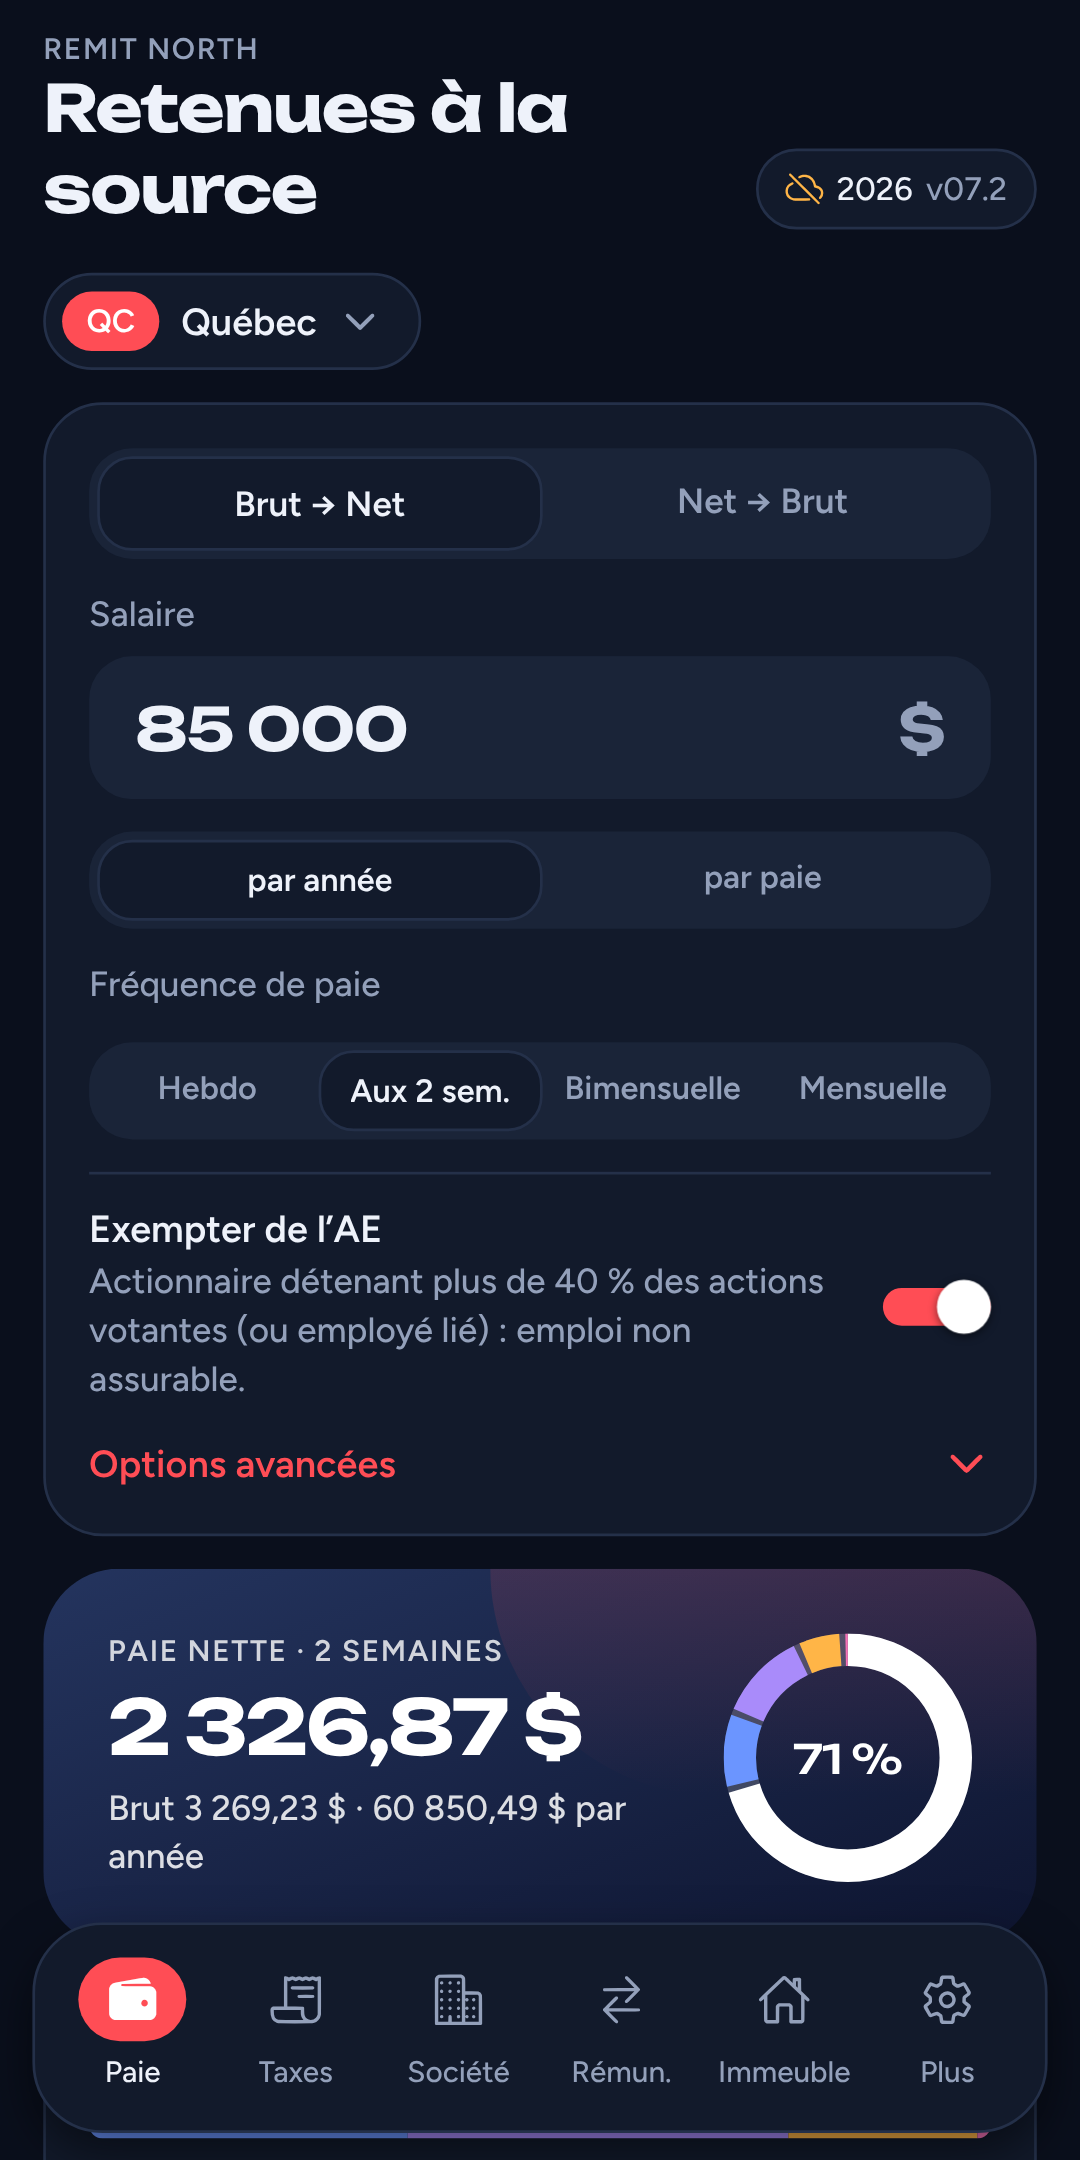 REMIT NORTH
Retenues à la
source
2026 v07.2
QC Québec
Brut → Net
Net → Brut
Salaire
85 000 $
par année
par paie
Fréquence de paie
Hebdo
Aux 2 sem.
Bimensuelle
Mensuelle
Exempter de l’AE
Actionnaire détenant plus de 40 % des actions
votantes (ou employé lié) : emploi non
assurable.
Options avancées
PAIE NETTE · 2 SEMAINES
2 326,87 $
Brut 3 269,23 $ · 60 850,49 $ par
année
71 %
Paie
Taxes
Société
Rémun.
Immeuble
Plus